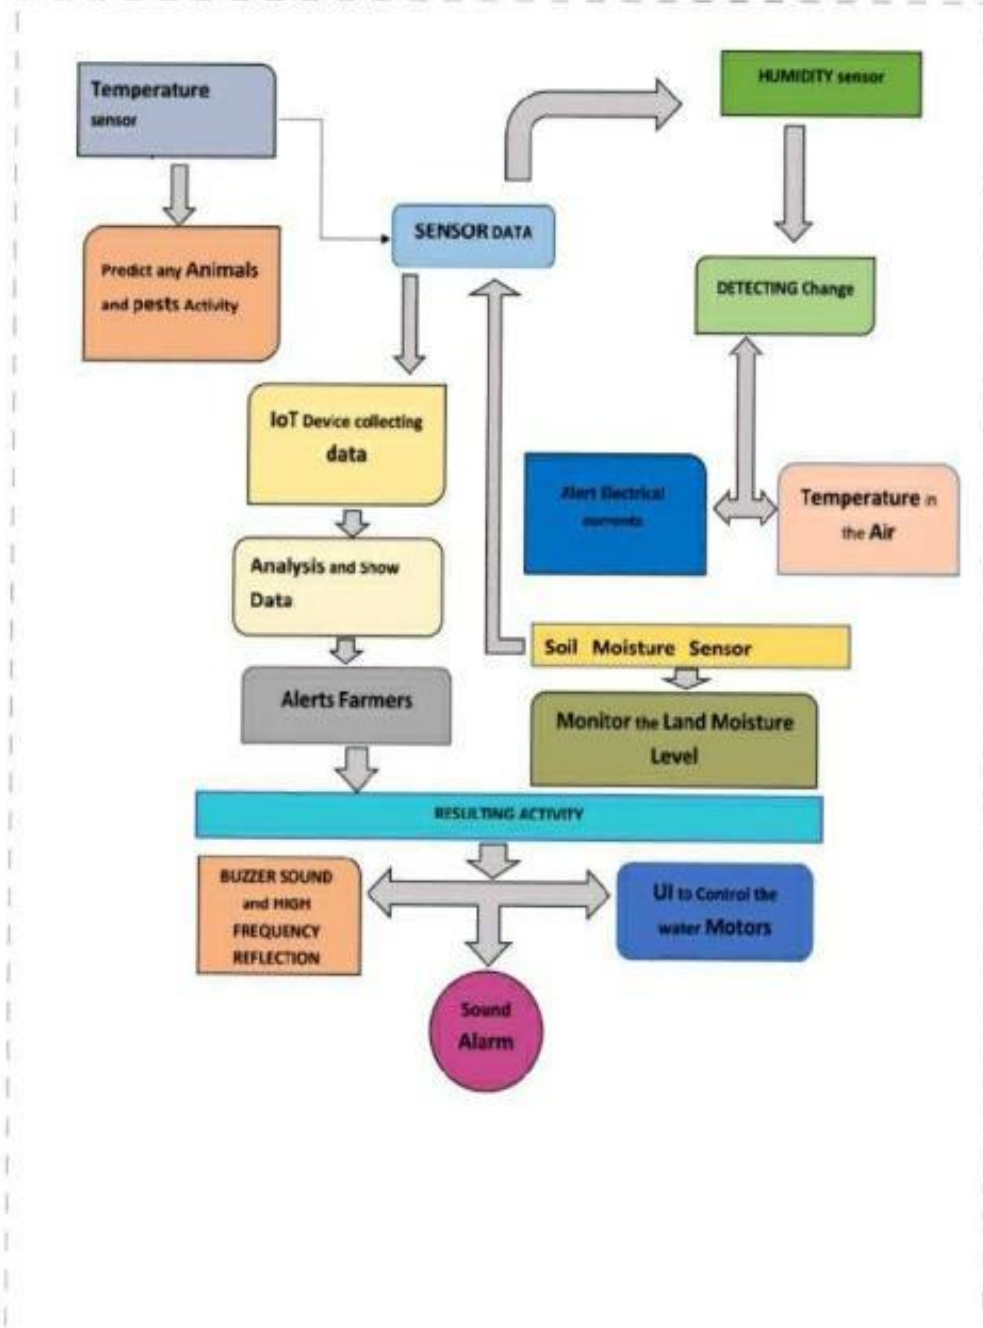 Temperature
sensor
HUMIDITY sensor
SENSOR DATA
Predict any Animals
and pests Activity
DETECTING Change
IoT Device collecting
data
Alert Electrical
currents
Temperature in
the Air
Analysis and Show
Data
Soil Moisture Sensor
Alerts Farmers
Monitor the Land Moisture
Level
RESULTING ACTIVITY
BUZZER SOUND
and HIGH
FREQUENCY
REFLECTION
UI to Control the
water Motors
Sound
Alarm